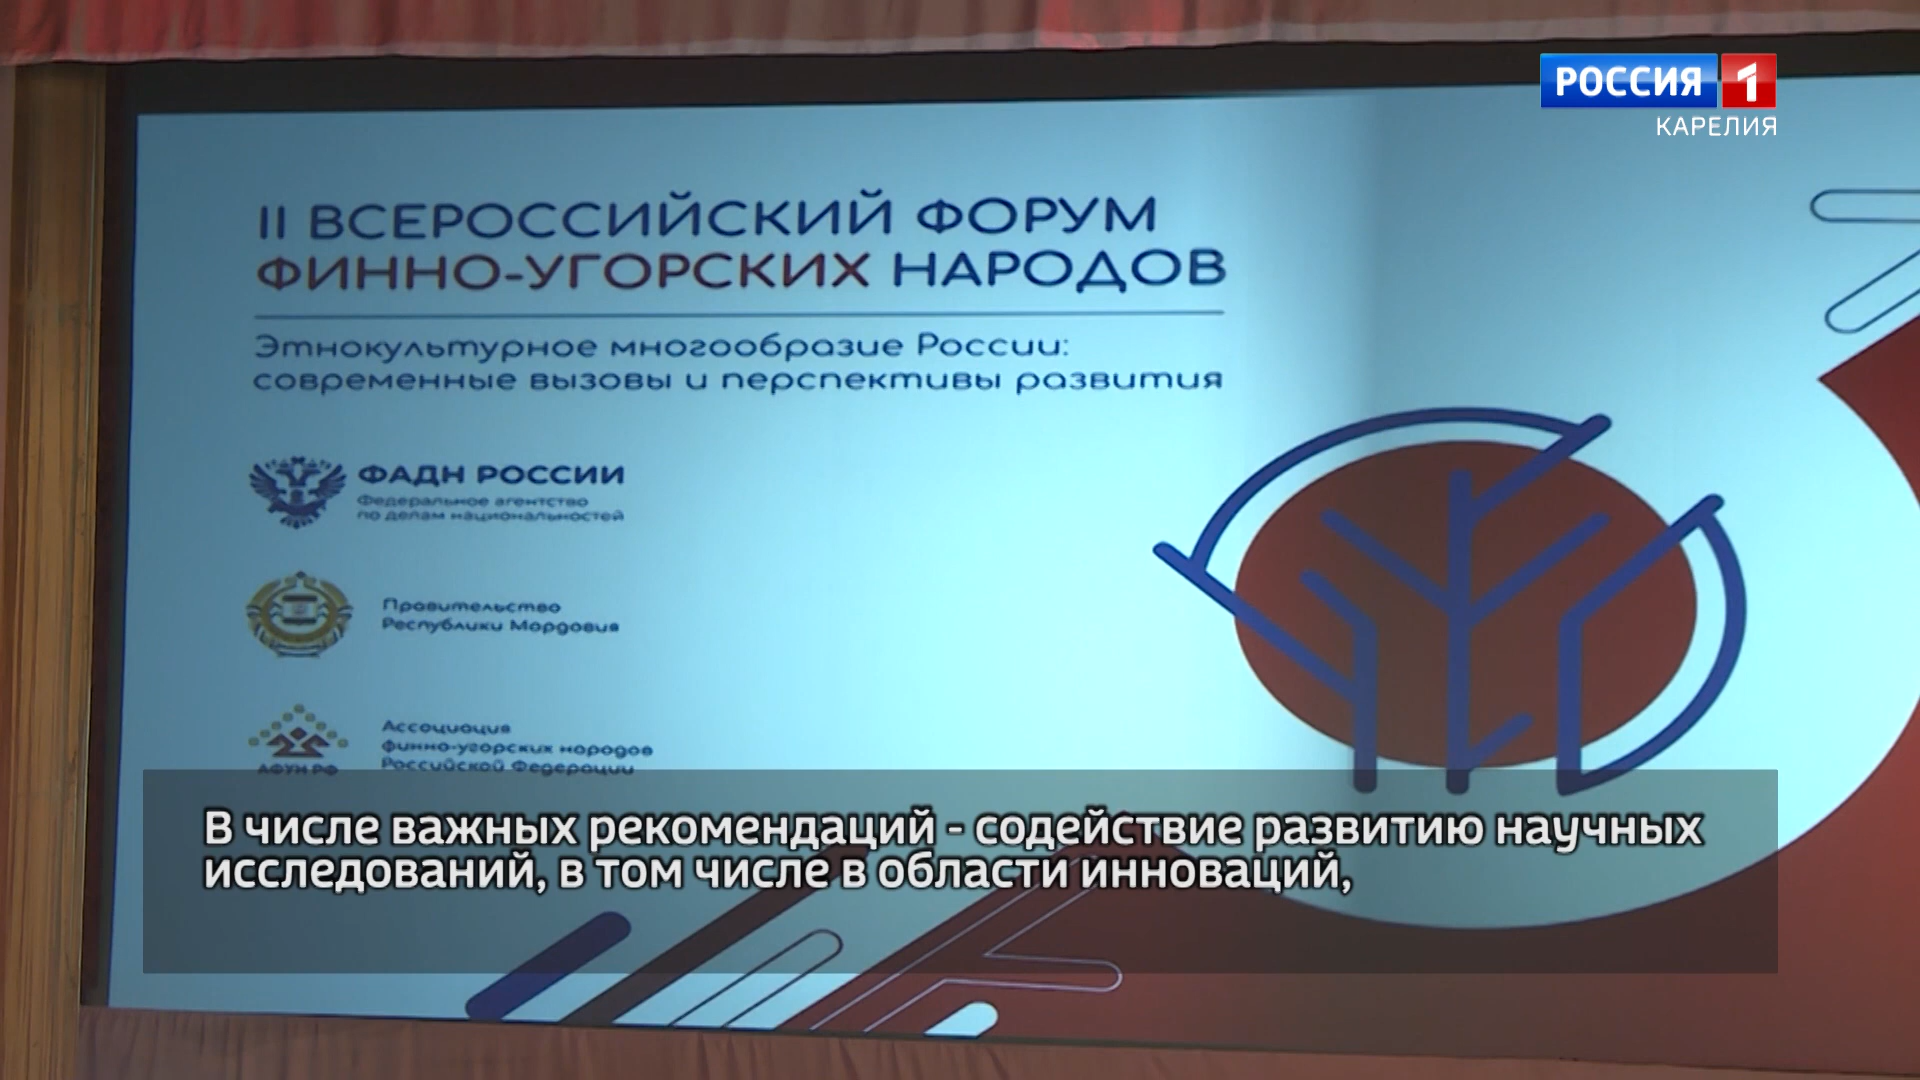 РОССИЯ 1
КАРЕЛИЯ
II ВСЕРОССИЙСКИЙ ФОРУМ
ФИННО-УГОРСКИХ НАРОДОВ
Этнокультурное многообразие России:
современные вызовы и перспективы развития
ФАДН РОССИИ
Федеральное агентство
по делам национальностей
Правительство
Республики Мордовия
Ассоциация
финно-угорских народов
Российской Федерации
АФУН РФ
В числе важных рекомендаций - содействие развитию научных
исследований, в том числе в области инноваций,